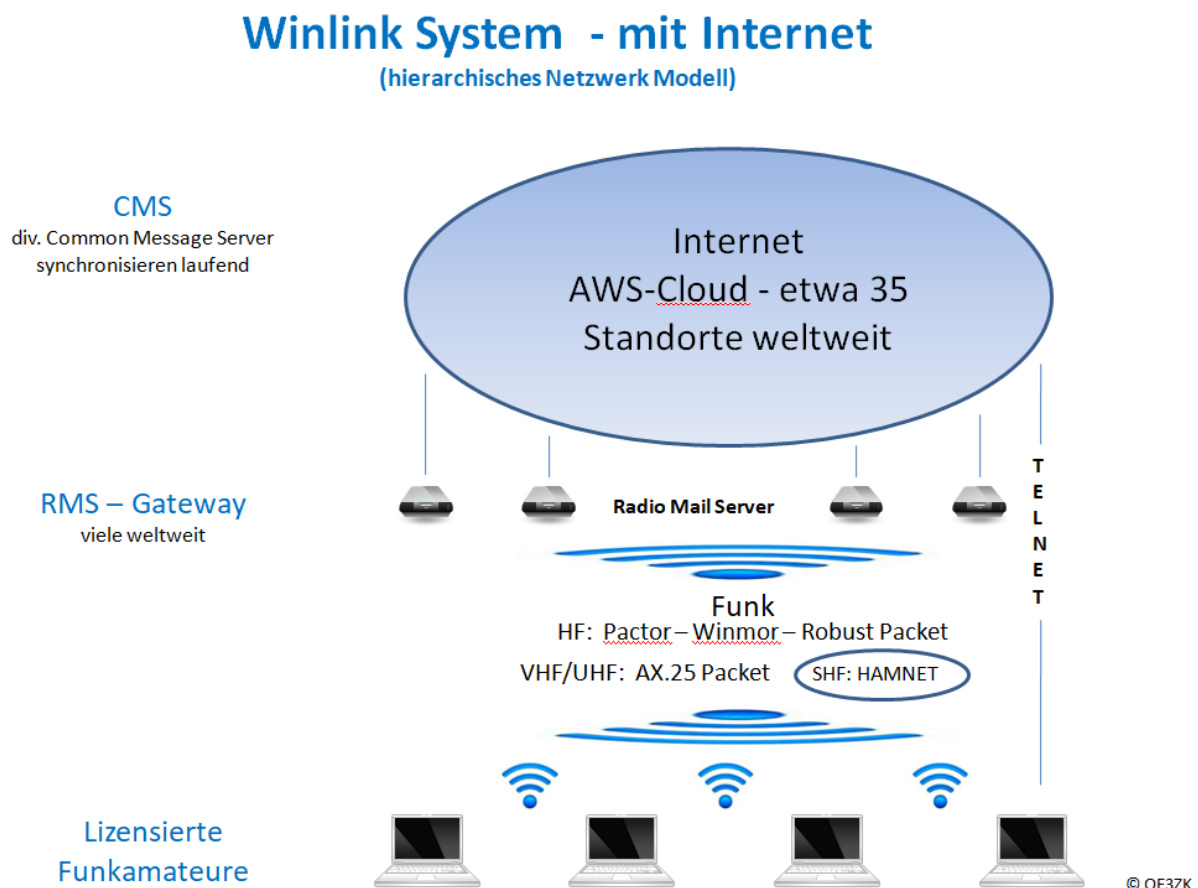 Winlink System - mit Internet
(hierarchisches Netzwerk Modell)
CMS
div. Common Message Server
synchronisieren laufend
Internet
AWS-Cloud - etwa 35
Standorte weltweit
RMS – Gateway
viele weltweit
Radio Mail Server
TELNET
Funk
HF: Pactor – Winmor – Robust Packet
VHF/UHF: AX.25 Packet
SHF: HAMNET
Lizensierte
Funkamateure
© OE3ZK